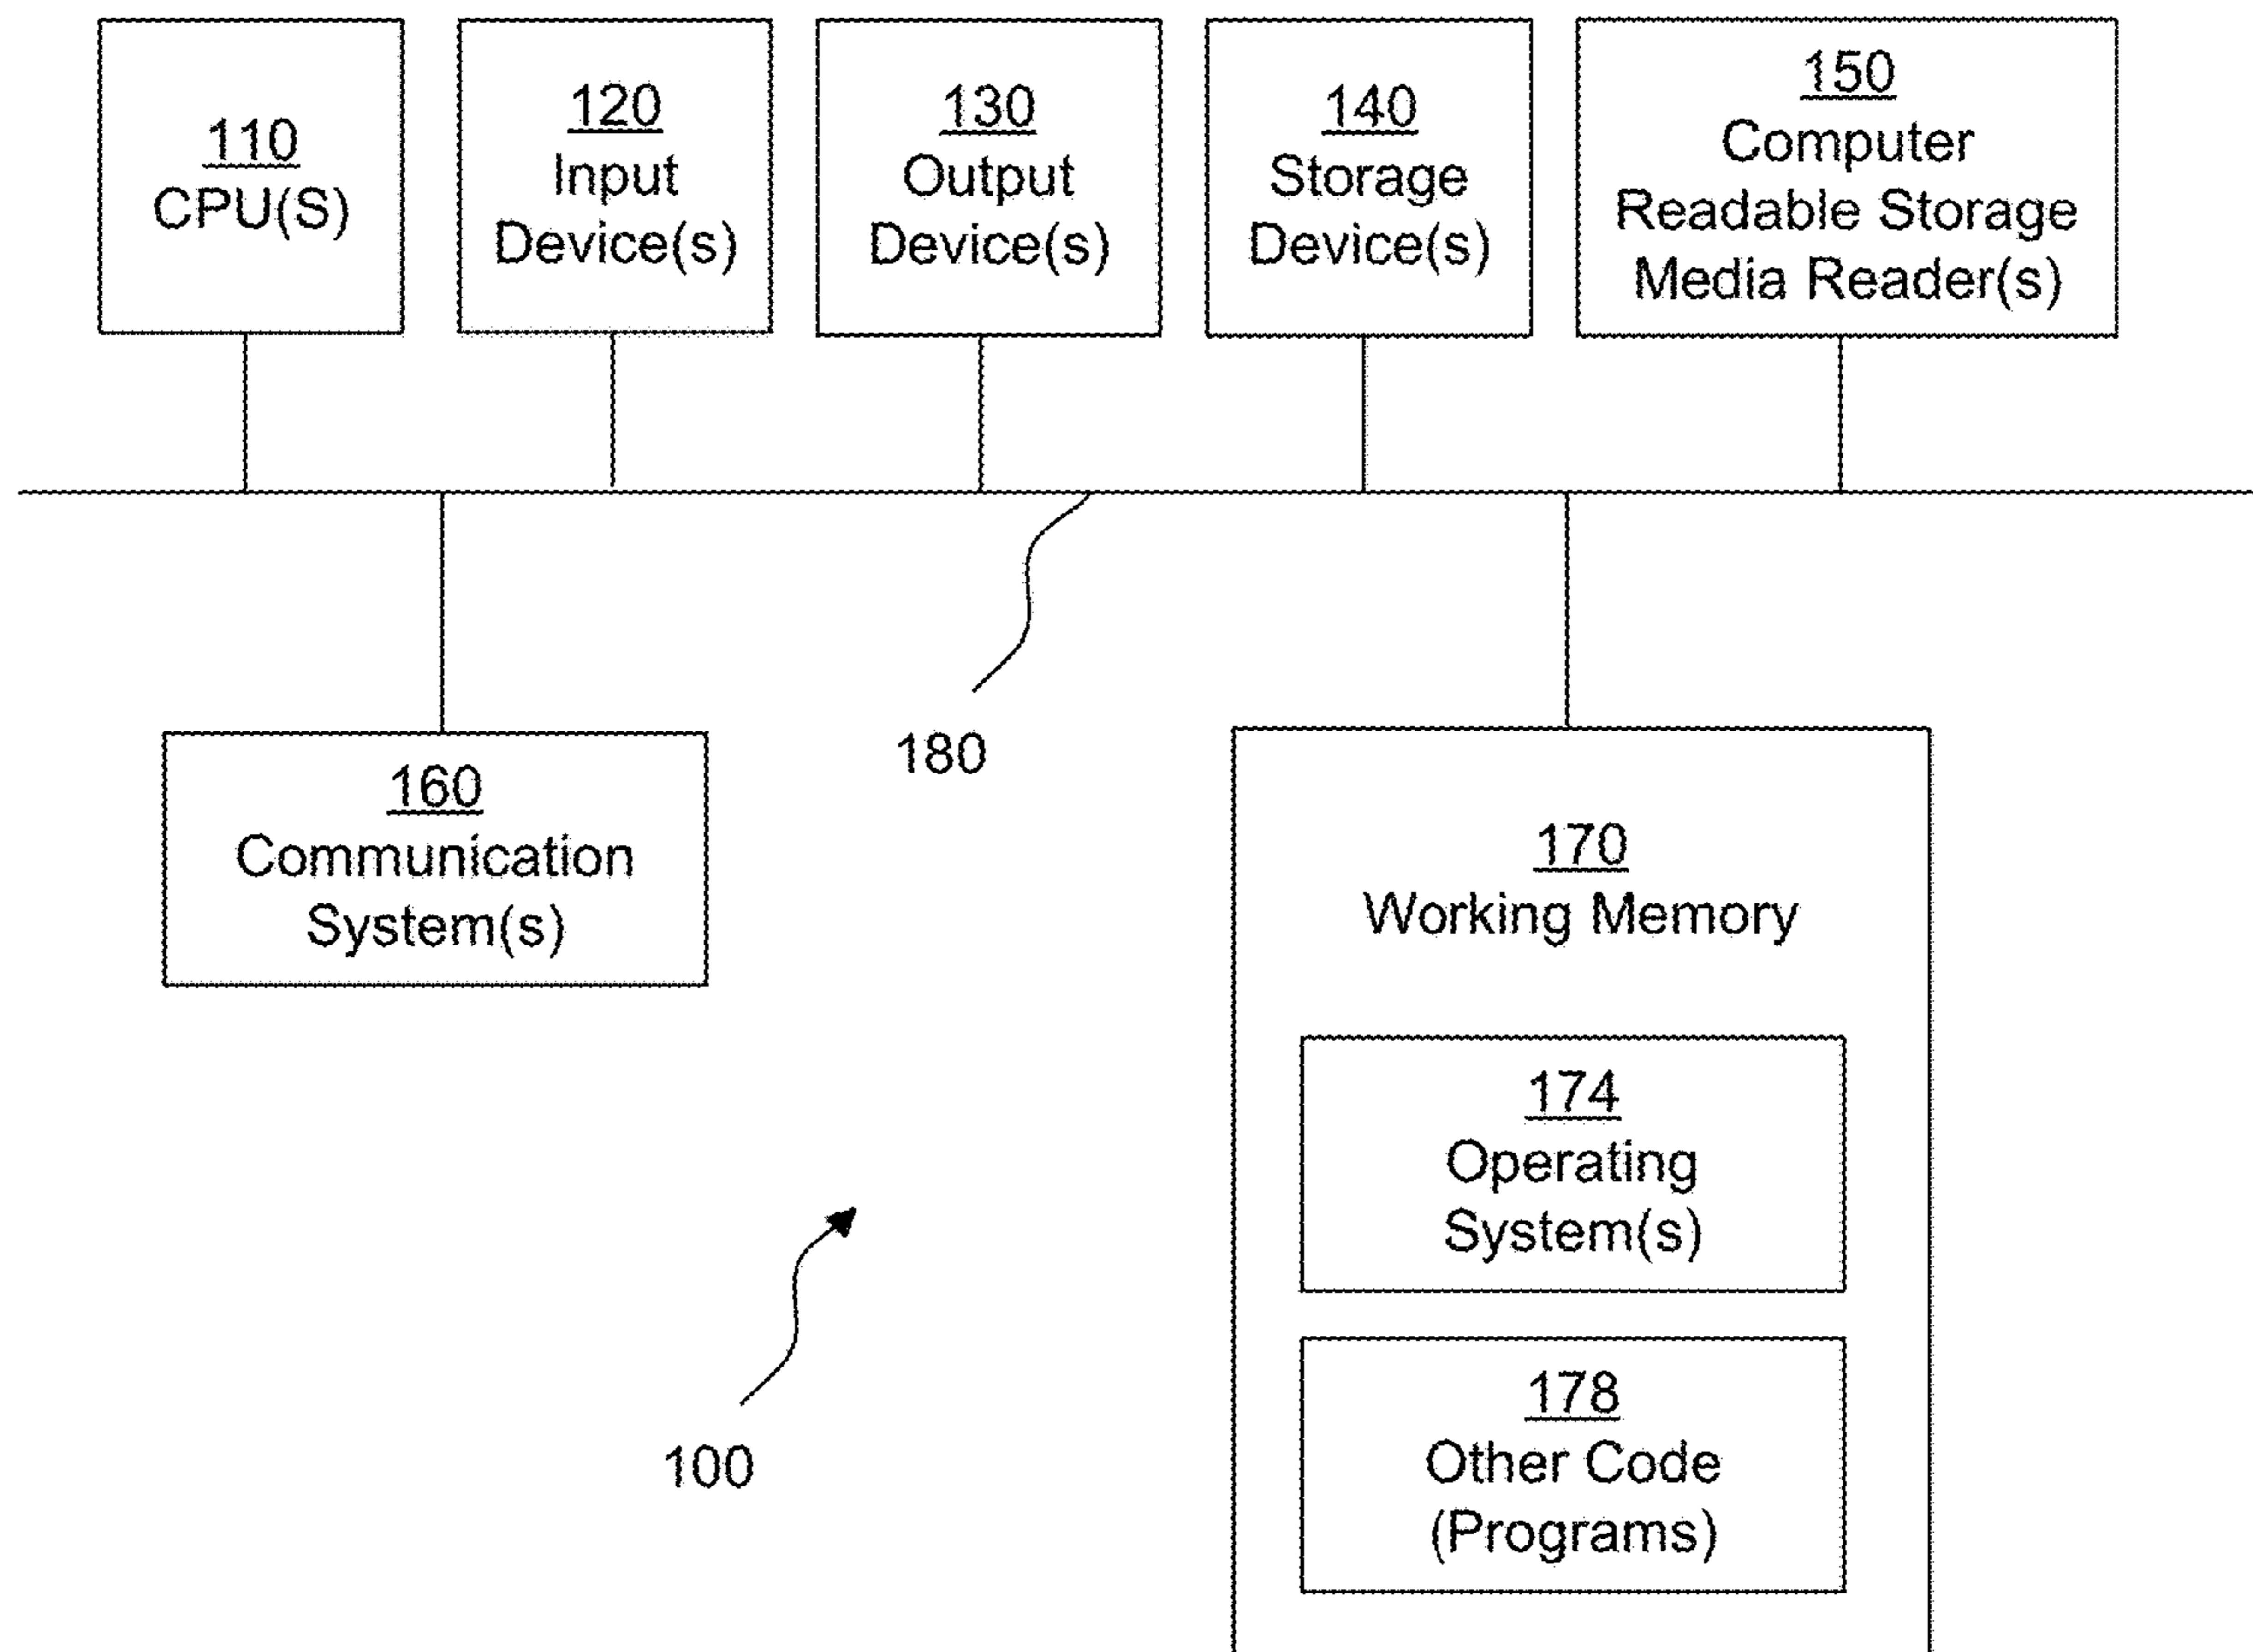 110
CPU(S)
120
Input
Device(s)
130
Output
Device(s)
140
Storage
Device(s)
150
Computer
Readable Storage
Media Reader(s)
180
160
Communication
System(s)
170
Working Memory
174
Operating
System(s)
178
Other Code
(Programs)
100